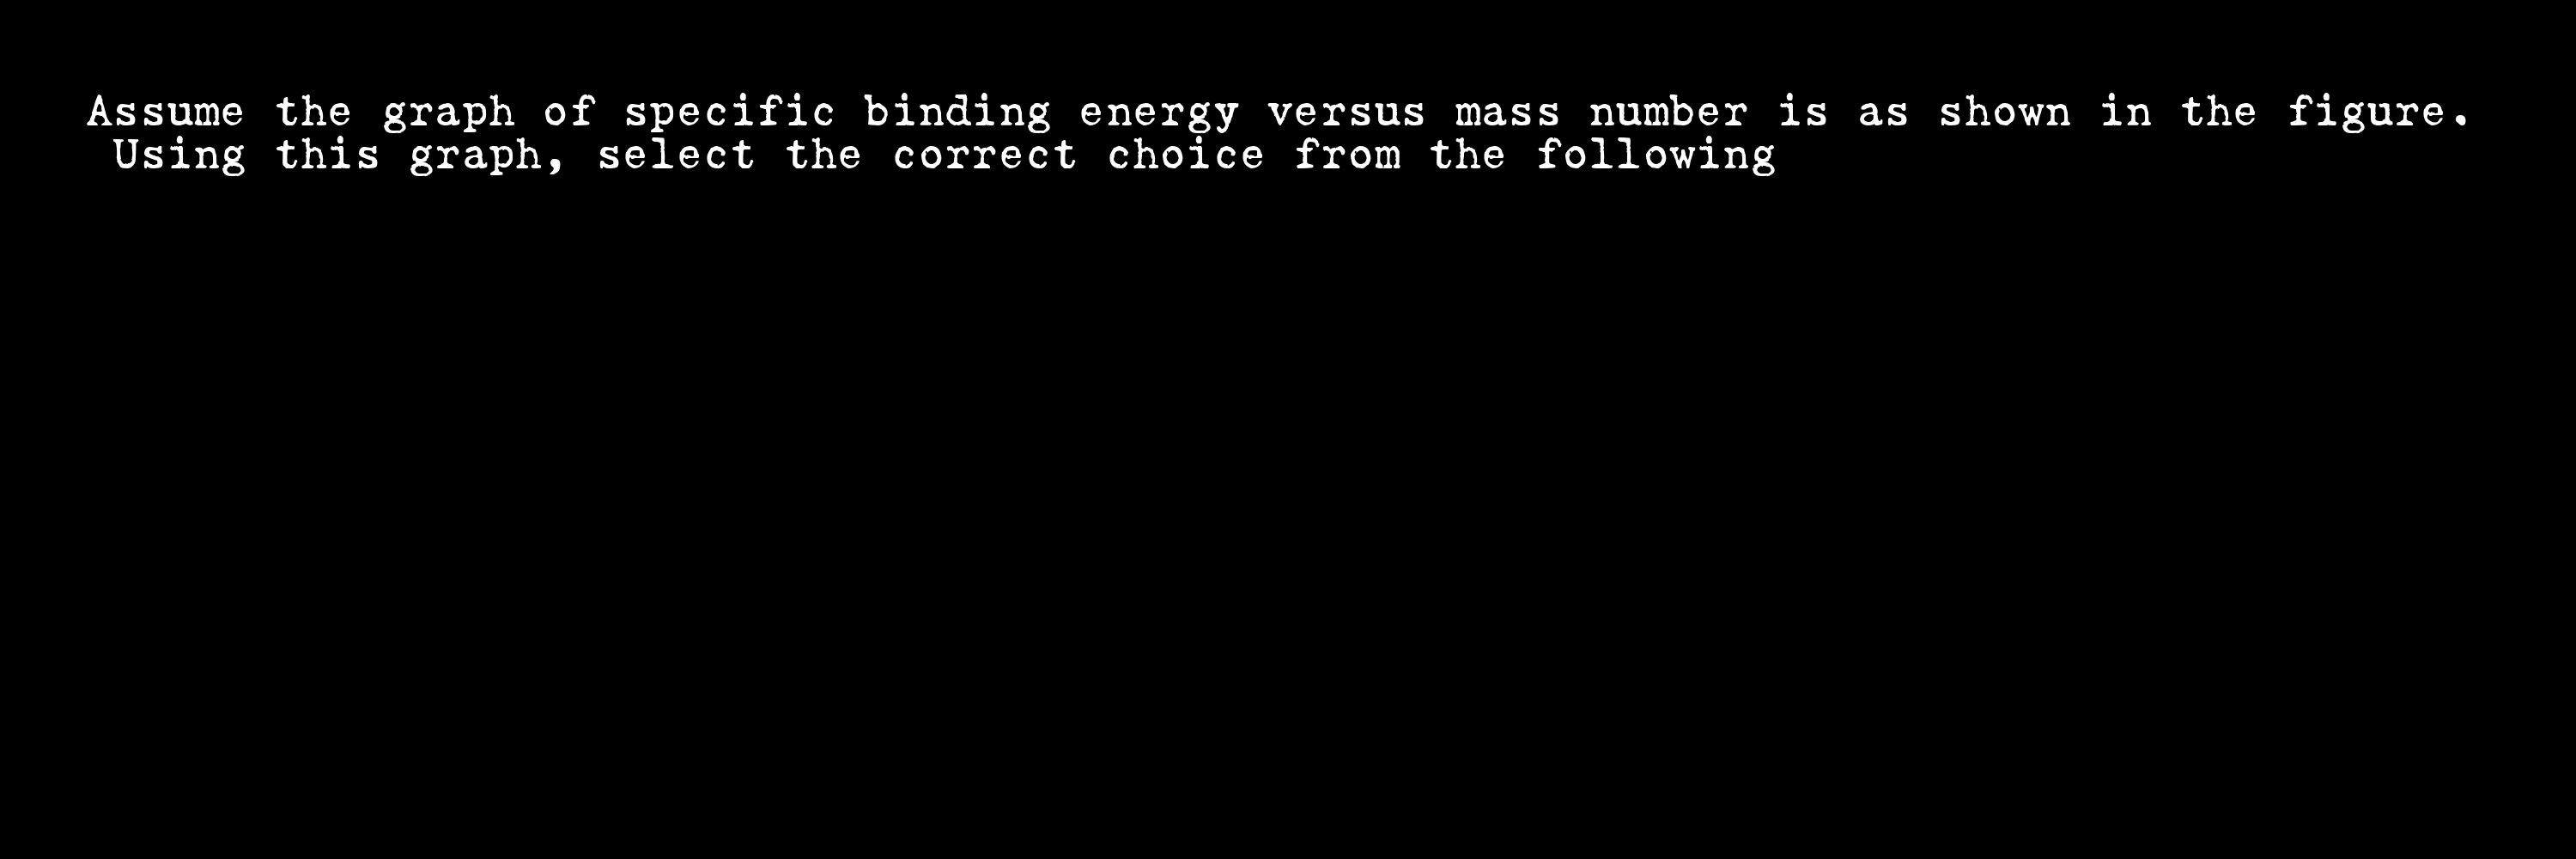 Assume the graph of specific binding energy versus mass number is as shown in the figure.
Using this graph, select the correct choice from the following